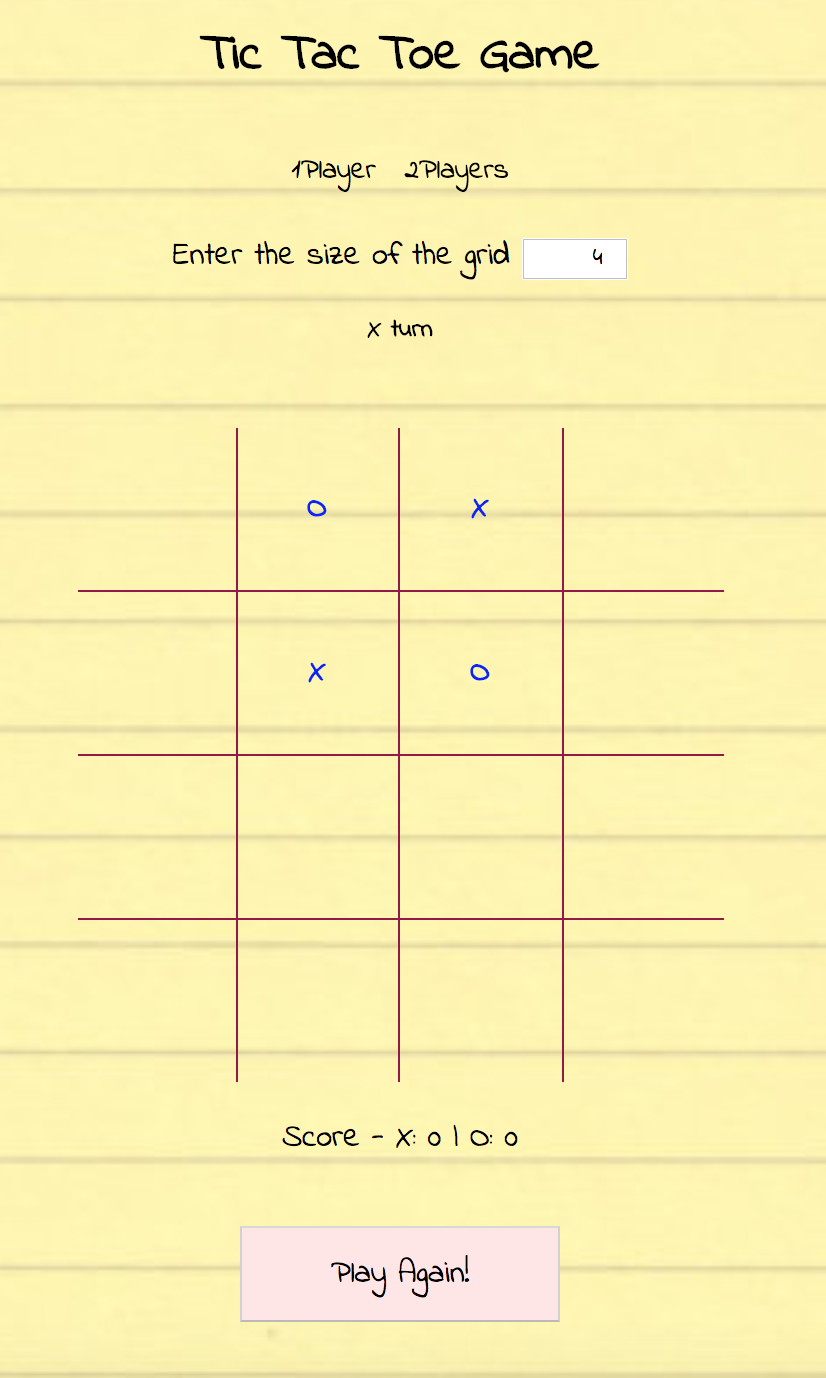 Tic Tac Toe Game
1Player 2Players
Enter the size of the grid 4
X turn
O X
X O
Score - X: 0 | O: 0
Play Again!